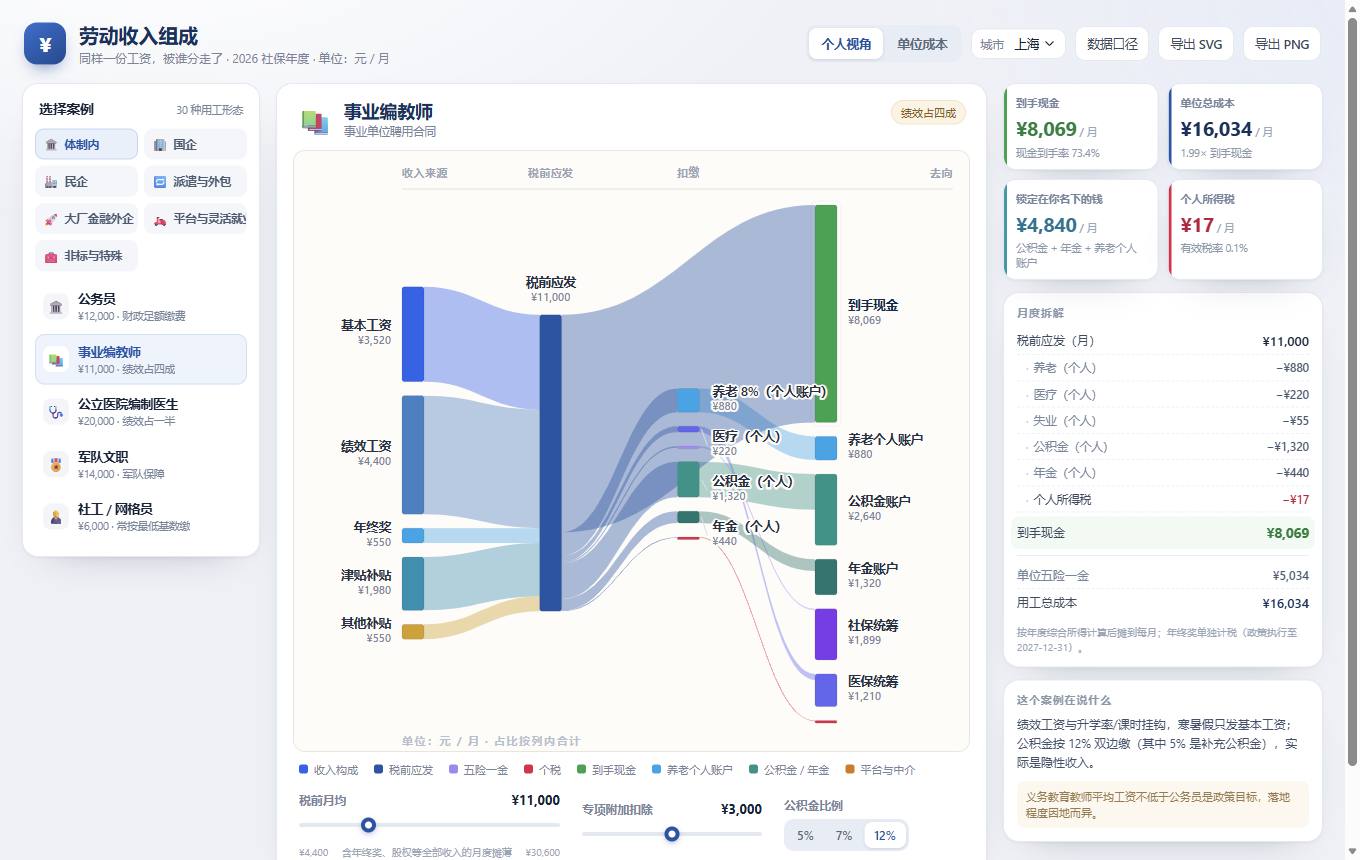 ¥
劳动收入组成
同样一份工资，被谁分走了 · 2026 社保年度 · 单位：元 / 月
个人视角
单位成本
城市 上海
数据口径
导出 SVG
导出 PNG
选择案例
30 种用工形态
体制内
国企
民企
派遣与外包
大厂金融外企
平台与灵活就业
非标与特殊
公务员
¥12,000 · 财政足额缴费
事业编教师
¥11,000 · 绩效占四成
公立医院编制医生
¥20,000 · 绩效占一半
军队文职
¥14,000 · 军队保障
社工 / 网格员
¥6,000 · 常按最低基数缴
事业编教师
事业单位聘用合同
绩效占四成
收入来源
税前应发
扣缴
去向
税前应发
¥11,000
基本工资
¥3,520
绩效工资
¥4,400
年终奖
¥550
津贴补贴
¥1,980
其他补贴
¥550
养老 8%（个人账户）
¥880
医疗（个人）
¥220
公积金（个人）
¥1,320
年金（个人）
¥440
到手现金
¥8,069
养老个人账户
¥880
公积金账户
¥2,640
年金账户
¥1,320
社保统筹
¥1,899
医保统筹
¥1,210
单位：元 / 月 · 占比按列内合计
收入构成
税前应发
五险一金
个税
到手现金
养老个人账户
公积金 / 年金
平台与中介
税前月均
¥11,000
¥4,400
含年终奖、股权等全部收入的月度摊薄
¥30,600
专项附加扣除
¥3,000
公积金比例
5%
7%
12%
到手现金
¥8,069 / 月
现金到手率 73.4%
单位总成本
¥16,034 / 月
1.99× 到手现金
锁定在你名下的钱
¥4,840 / 月
公积金 + 年金 + 养老个人
账户
个人所得税
¥17 / 月
有效税率 0.1%
月度拆解
税前应发（月）
¥11,000
· 养老（个人）
−¥880
· 医疗（个人）
−¥220
· 失业（个人）
−¥55
· 公积金（个人）
−¥1,320
· 年金（个人）
−¥440
· 个人所得税
−¥17
到手现金
¥8,069
单位五险一金
¥5,034
用工总成本
¥16,034
按年度综合所得计算后摊到每月；年终奖单独计税（政策执行至
2027-12-31）。
这个案例在说什么
绩效工资与升学率/课时挂钩，寒暑假只发基本工资；
公积金按 12% 双边缴（其中 5% 是补充公积金），实
际是隐性收入。
义务教育教师平均工资不低于公务员是政策目标，落地
程度因地而异。